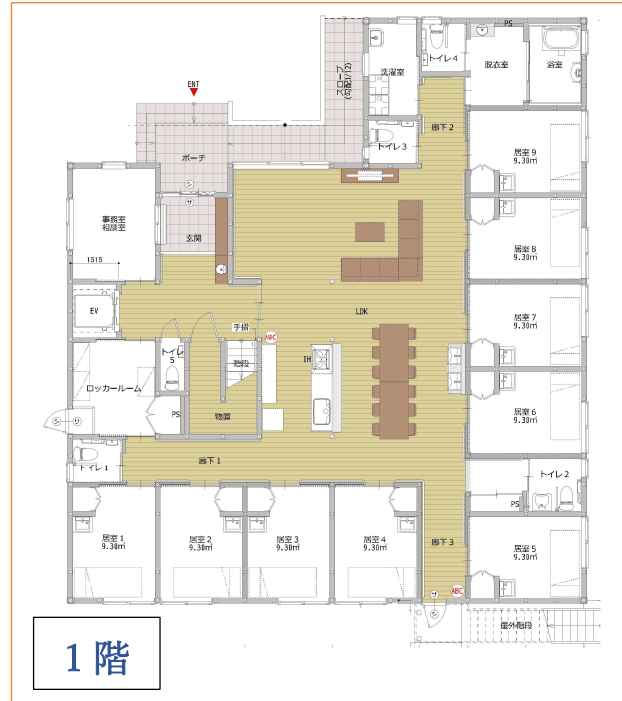 PS
トイレ4
脱衣室
浴室
洗濯室
スロープ
(勾配1/12)
ENT
廊下2
トイレ3
ポーチ
居室9
9.30㎡
事務室
相談室
玄関
居室8
9.30㎡
1515
EV
LDK
居室7
9.30㎡
手摺
ABC
トイレ
5
階段
IH
ロッカールーム
居室6
9.30㎡
PS
物置
廊下1
トイレ1
トイレ2
PS
居室1
9.30㎡
居室2
9.30㎡
居室3
9.30㎡
居室4
9.30㎡
廊下3
居室5
9.30㎡
ABC
屋外階段
1階